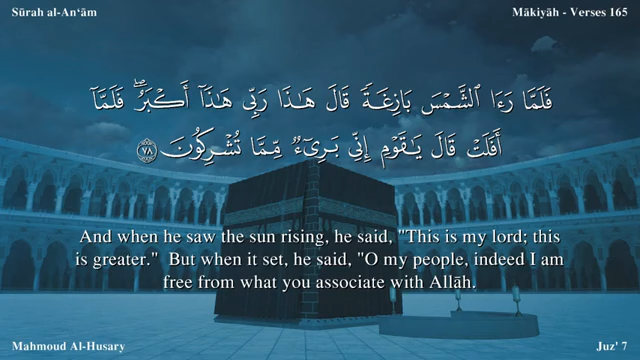 Sūrah al-An‘ām
Mākiyāh - Verses 165
فَلَمَّا رَءَا الشَّمْسَ بَازِغَةً قَالَ هَـٰذَا رَبِّي هَـٰذَآ أَكْبَرُ ۖ فَلَمَّآ
أَفَلَتْ قَالَ يَـٰقَوْمِ إِنِّي بَرِيٓءٌ مِّمَّا تُشْرِكُونَ ٧٨
And when he saw the sun rising, he said, "This is my lord; this
is greater."  But when it set, he said, "O my people, indeed I am
free from what you associate with Allāh.
Mahmoud Al-Husary
Juz' 7